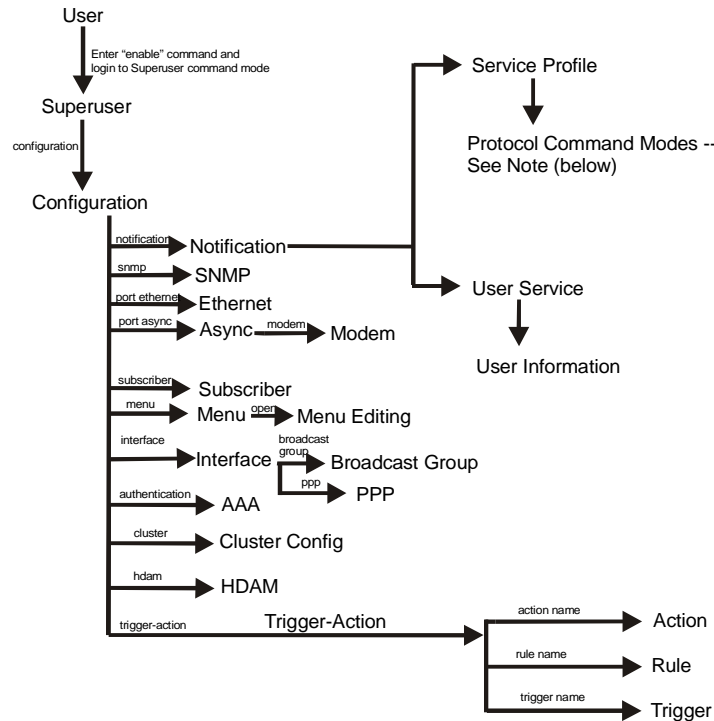 User
Enter “enable” command and
login to Superuser command mode
Superuser
configuration
Configuration
notification
Notification
snmp
SNMP
port ethernet
Ethernet
port async
Async
modem
Modem
subscriber
Subscriber
menu
Menu
open
Menu Editing
interface
Interface
broadcast
group
Broadcast Group
ppp
PPP
authentication
AAA
cluster
Cluster Config
hdam
HDAM
trigger-action
Trigger-Action
Service Profile
Protocol Command Modes --
See Note (below)
User Service
User Information
action name
Action
rule name
Rule
trigger name
Trigger